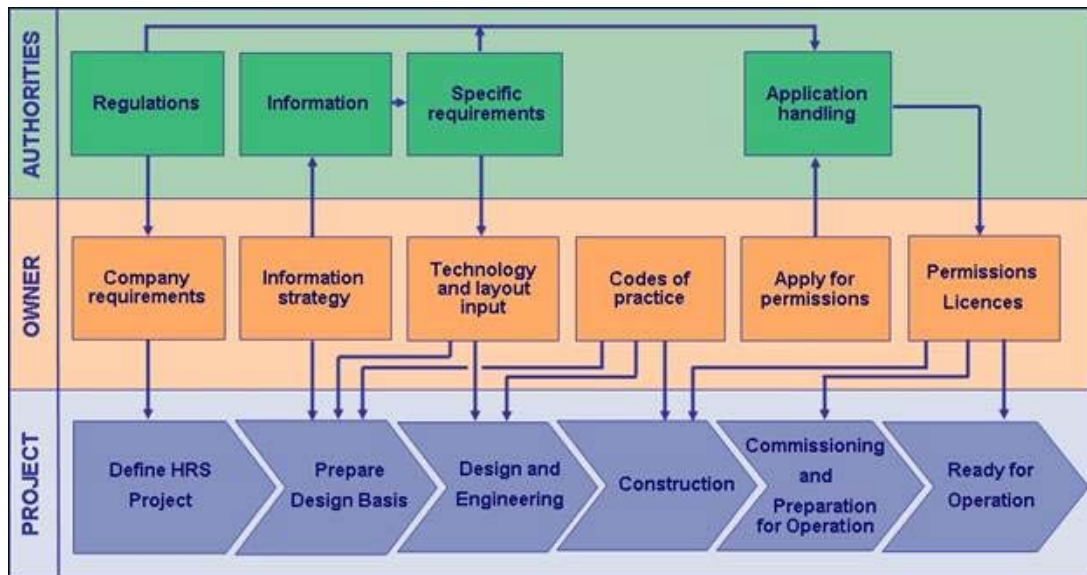 AUTHORITIES
Regulations
Information
Specific
requirements
Application
handling
OWNER
Company
requirements
Information
strategy
Technology
and layout
input
Codes of
practice
Apply for
permissions
Permissions
Licences
PROJECT
Define HRS
Project
Prepare
Design Basis
Design and
Engineering
Construction
Commissioning
and
Preparation
for Operation
Ready for
Operation